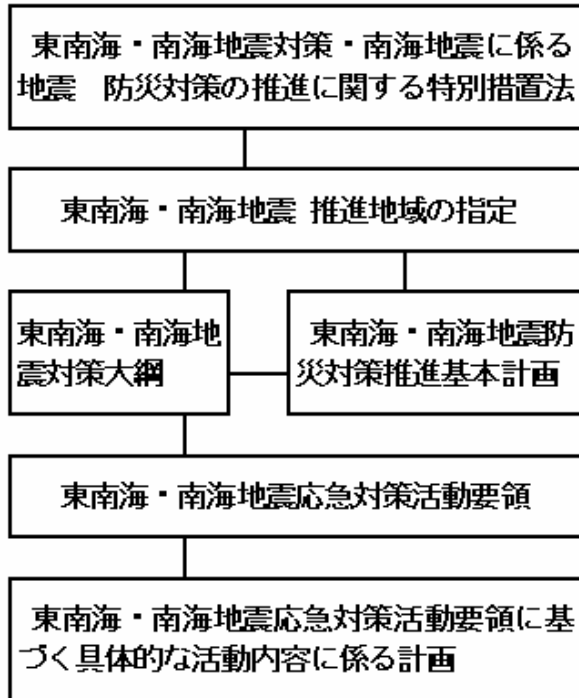 東南海・南海地震対策・南海地震に係る
地震　防災対策の推進に関する特別措置法
東南海・南海地震 推進地域の指定
東南海・南海地
震対策大綱
東南海・南海地震防
災対策推進基本計画
東南海・南海地震応急対策活動要領
東南海・南海地震応急対策活動要領に基
づく具体的な活動内容に係る計画